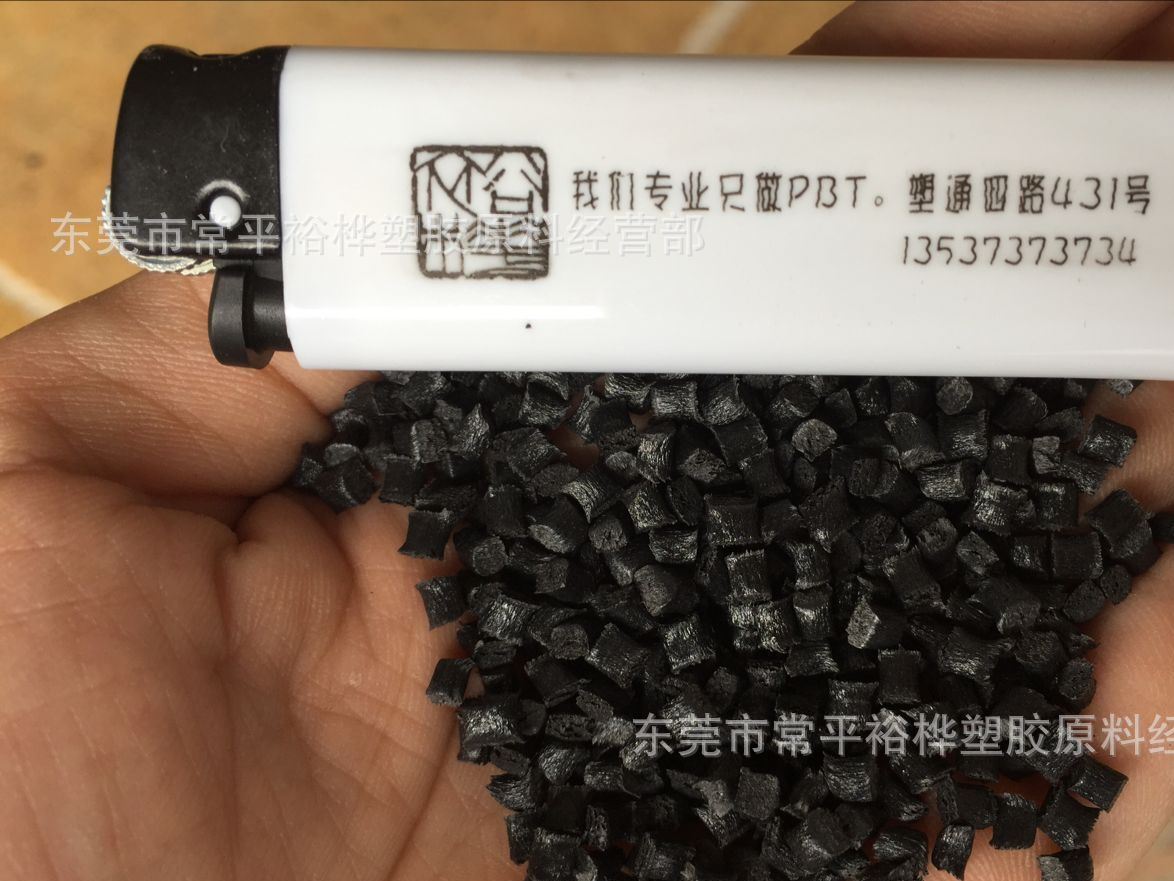 我们专业只做PBT。塑通四路431号
13537373734
裕桦
东莞市常平裕桦塑胶原料经营部
东莞市常平裕桦塑胶原料经